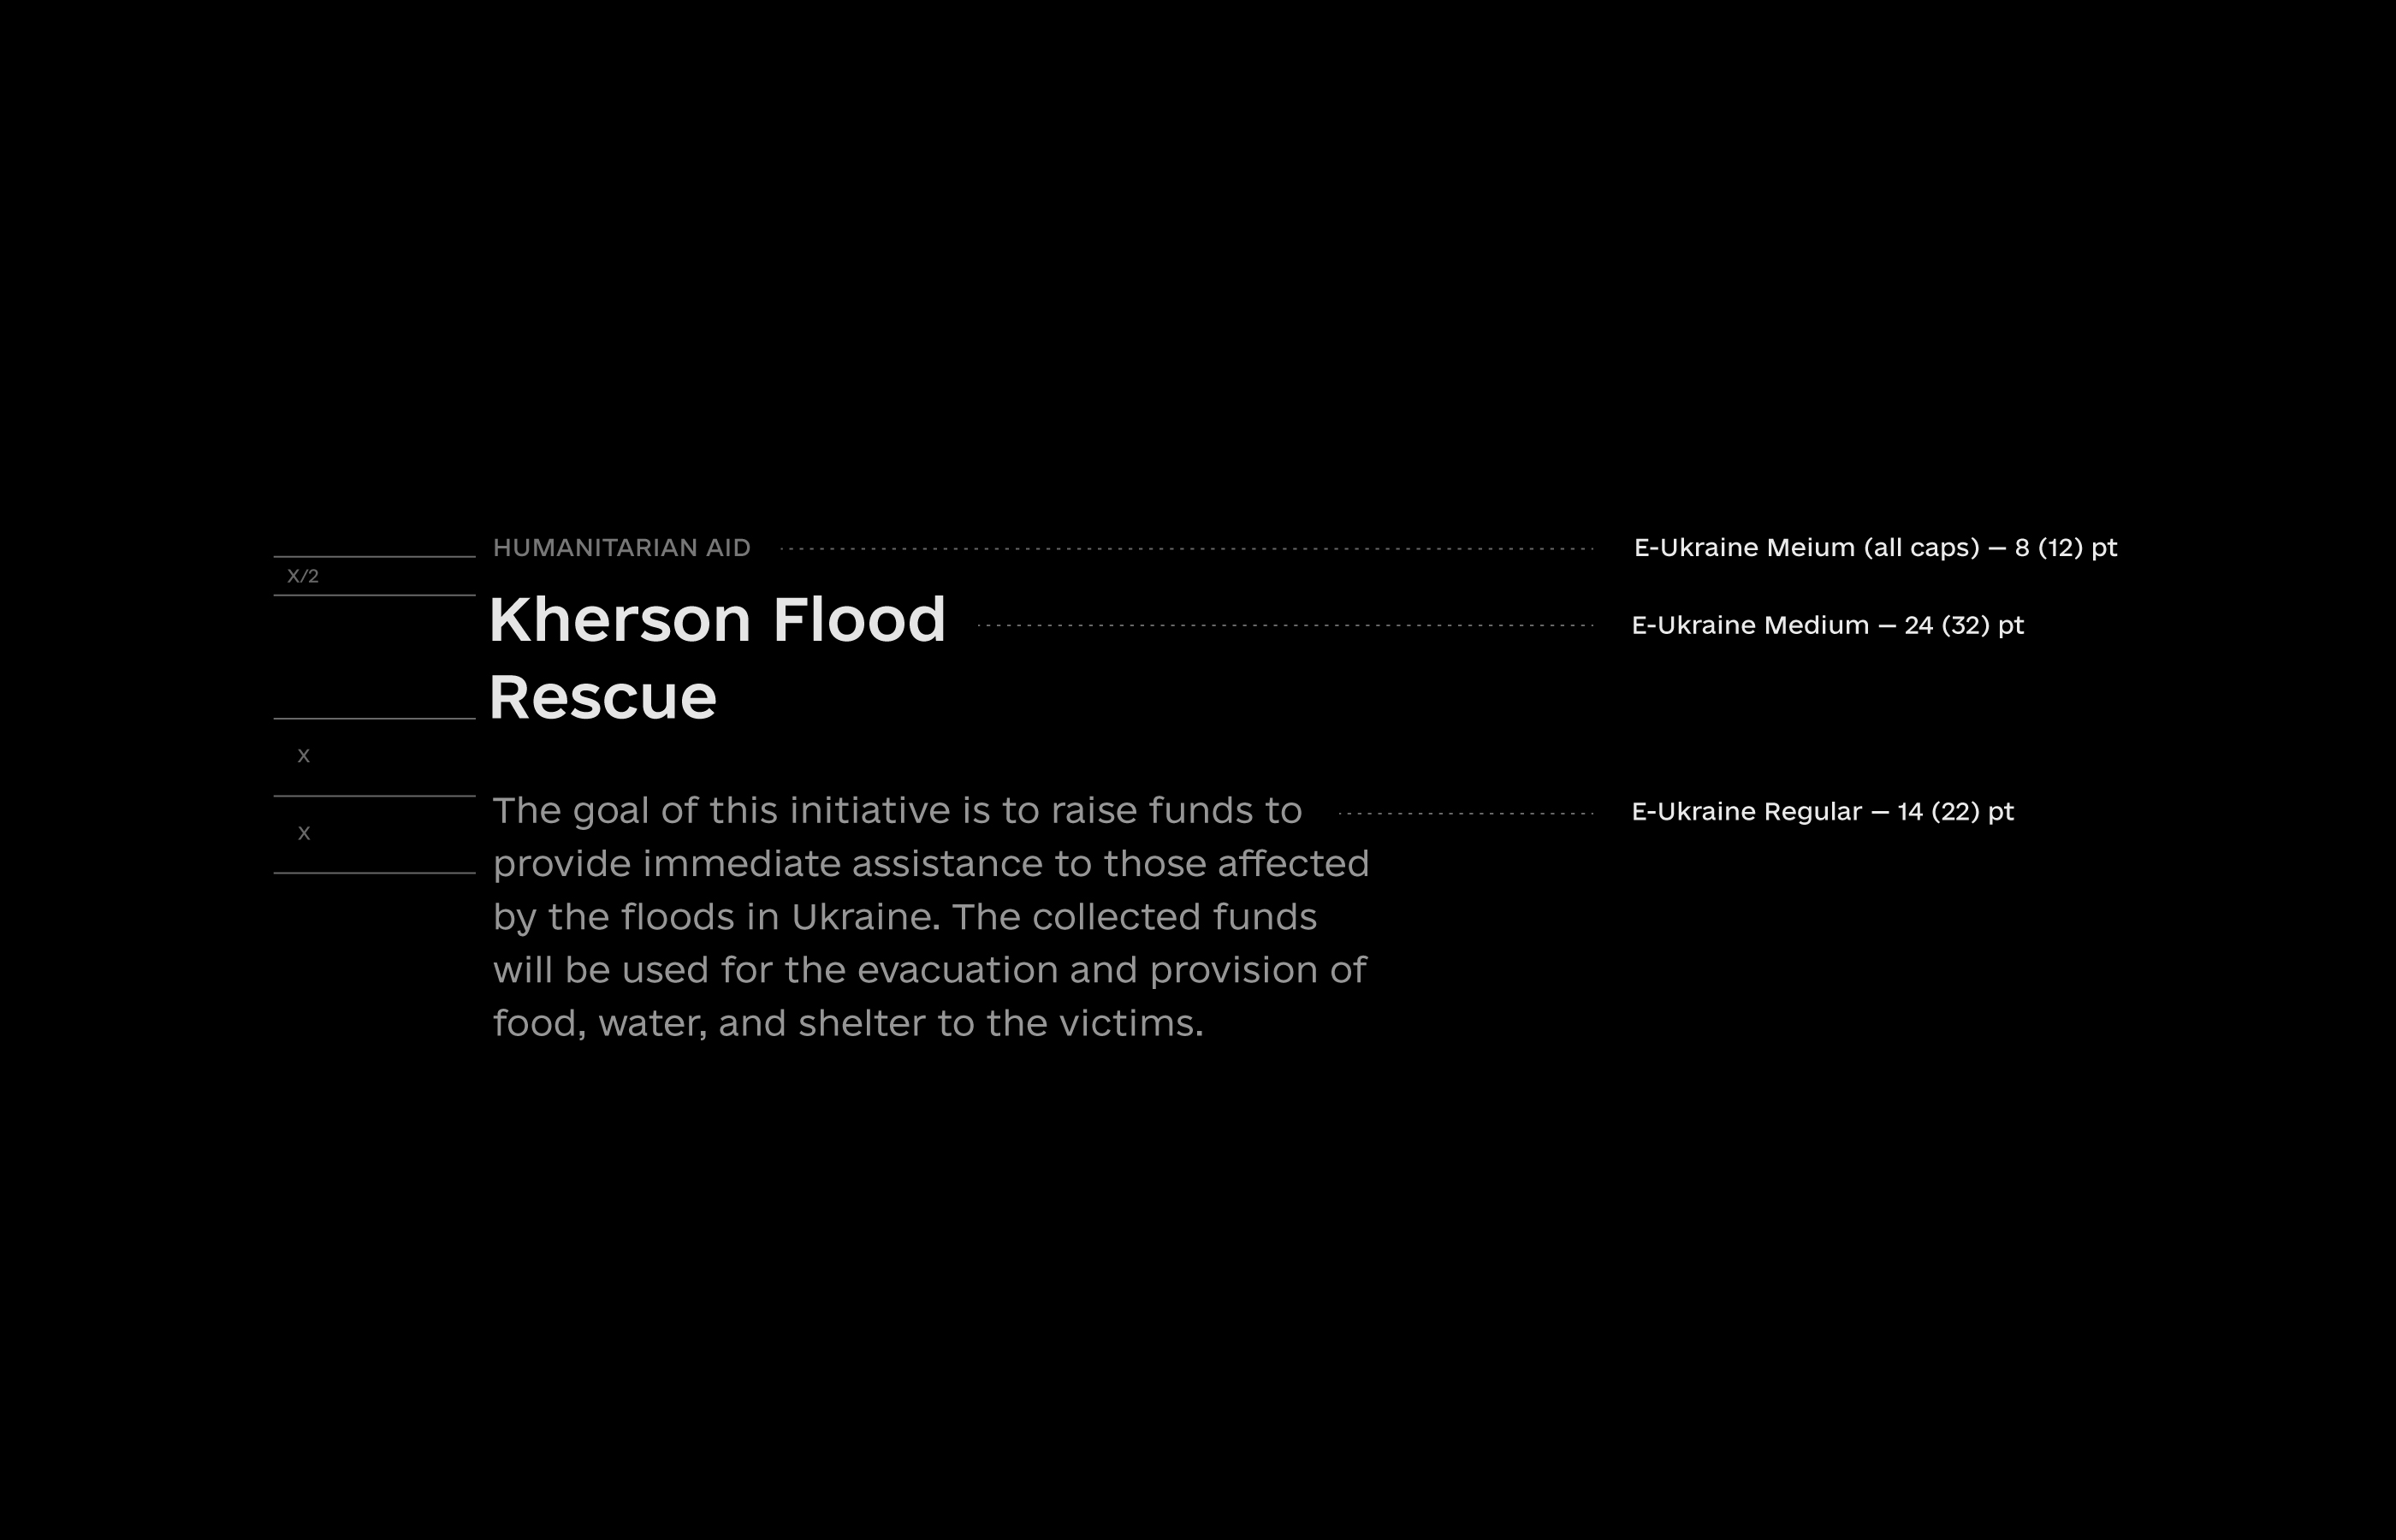 HUMANITARIAN AID
E-Ukraine Meium (all caps) — 8 (12) pt
X/2
Kherson Flood
E-Ukraine Medium — 24 (32) pt
Rescue
X
The goal of this initiative is to raise funds to
E-Ukraine Regular — 14 (22) pt
X
provide immediate assistance to those affected
by the floods in Ukraine. The collected funds
will be used for the evacuation and provision of
food, water, and shelter to the victims.